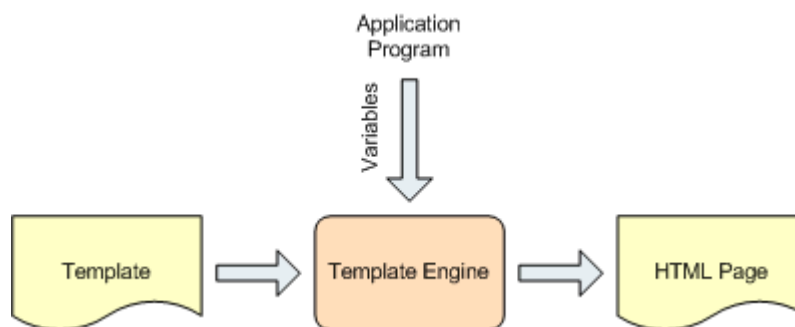 Application
Program
Variables
Template
Template Engine
HTML Page